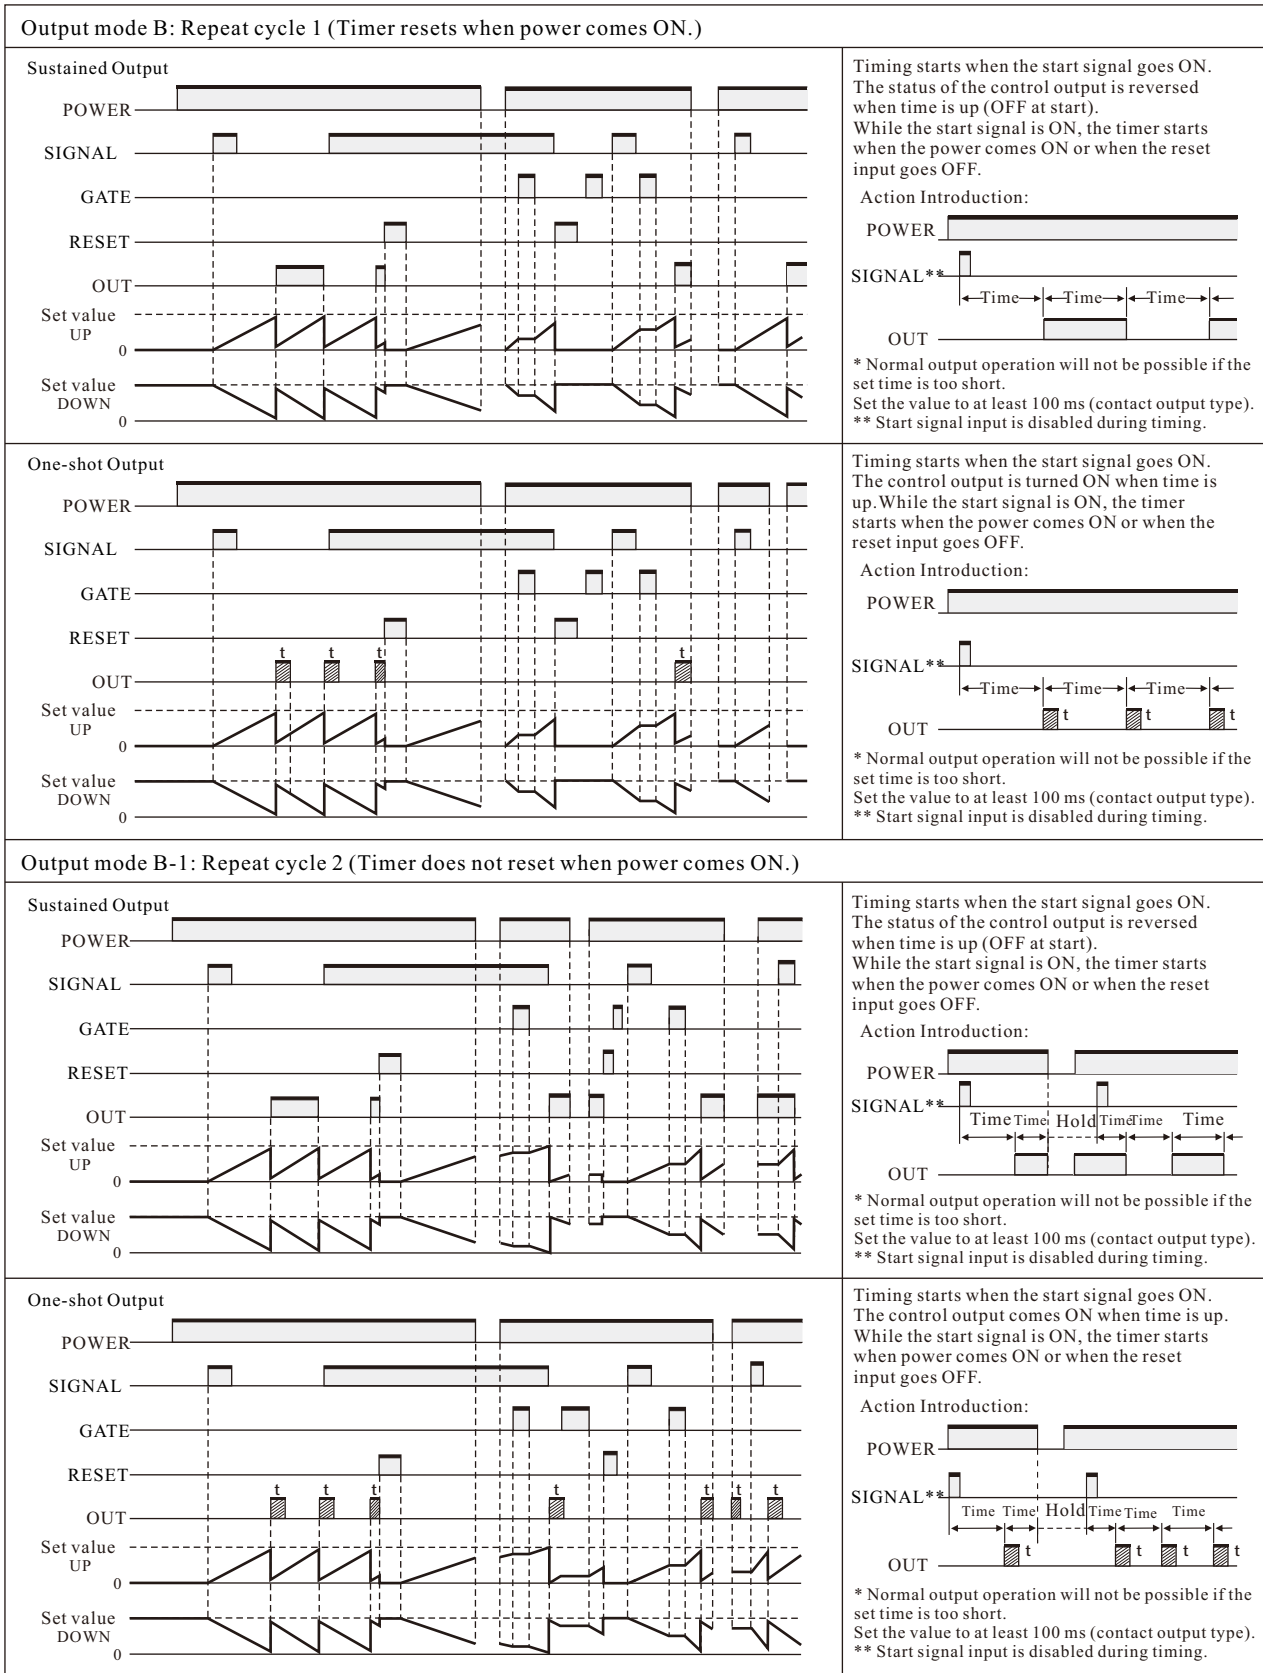 Output mode B: Repeat cycle 1 (Timer resets when power comes ON.)
Sustained Output
POWER
SIGNAL
GATE
RESET
OUT
Set value
UP
0
Set value
DOWN
0
Timing starts when the start signal goes ON.
The status of the control output is reversed
when time is up (OFF at start).
While the start signal is ON, the timer starts
when the power comes ON or when the reset
input goes OFF.
Action Introduction:
POWER
SIGNAL**
Time Time Time
OUT
* Normal output operation will not be possible if the
set time is too short.
Set the value to at least 100 ms (contact output type).
** Start signal input is disabled during timing.
One-shot Output
POWER
SIGNAL
GATE
RESET
t t t t
OUT
Set value
UP
0
Set value
DOWN
0
Timing starts when the start signal goes ON.
The control output is turned ON when time is
up.While the start signal is ON, the timer
starts when the power comes ON or when the
reset input goes OFF.
Action Introduction:
POWER
SIGNAL**
Time Time Time
OUT t t t
* Normal output operation will not be possible if the
set time is too short.
Set the value to at least 100 ms (contact output type).
** Start signal input is disabled during timing.
Output mode B-1: Repeat cycle 2 (Timer does not reset when power comes ON.)
Sustained Output
POWER
SIGNAL
GATE
RESET
OUT
Set value
UP
0
Set value
DOWN
0
Timing starts when the start signal goes ON.
The status of the control output is reversed
when time is up (OFF at start).
While the start signal is ON, the timer starts
when the power comes ON or when the reset
input goes OFF.
Action Introduction:
POWER
SIGNAL**
Time Time Hold Time Time Time
OUT
* Normal output operation will not be possible if the
set time is too short.
Set the value to at least 100 ms (contact output type).
** Start signal input is disabled during timing.
One-shot Output
POWER
SIGNAL
GATE
RESET
t t t t t t t
OUT
Set value
UP
0
Set value
DOWN
0
Timing starts when the start signal goes ON.
The control output comes ON when time is up.
While the start signal is ON, the timer starts
when power comes ON or when the reset
input goes OFF.
Action Introduction:
POWER
SIGNAL**
Time Time Hold Time Time Time
OUT t t t t
* Normal output operation will not be possible if the
set time is too short.
Set the value to at least 100 ms (contact output type).
** Start signal input is disabled during timing.